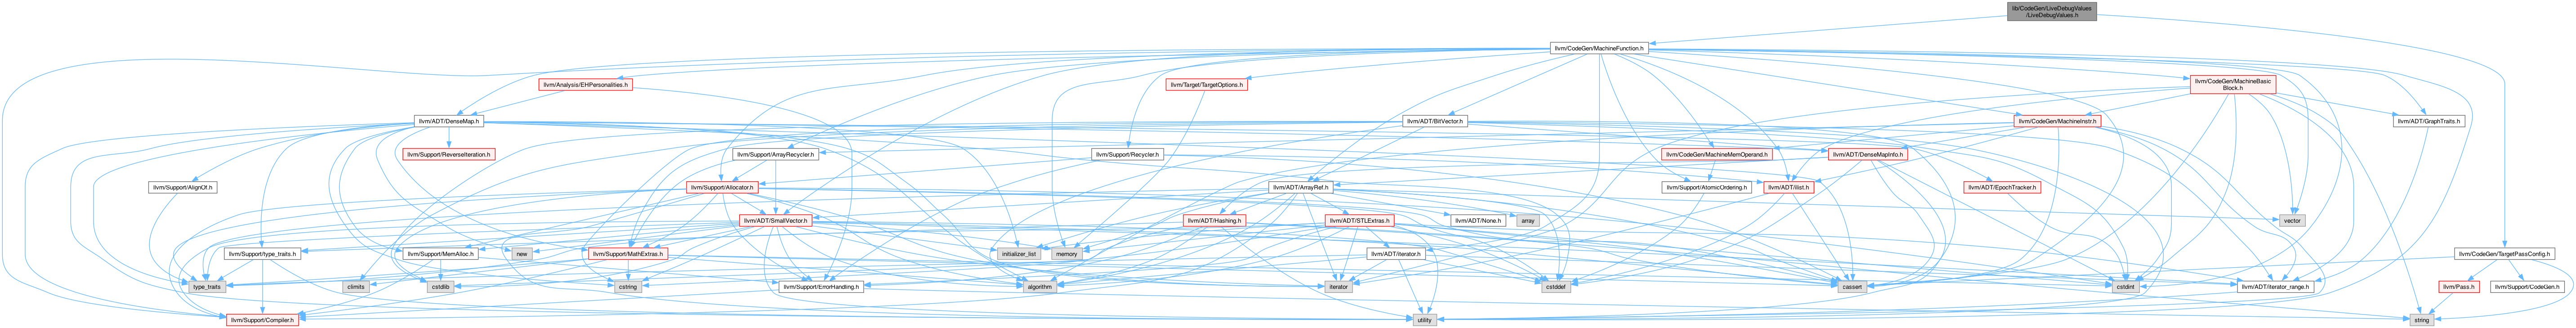 lib/CodeGen/LiveDebugValues
/LiveDebugValues.h
llvm/CodeGen/MachineFunction.h
llvm/Analysis/EHPersonalities.h
llvm/Target/TargetOptions.h
llvm/CodeGen/MachineBasic
Block.h
llvm/ADT/DenseMap.h
llvm/ADT/BitVector.h
llvm/CodeGen/MachineInstr.h
llvm/ADT/GraphTraits.h
llvm/Support/ReverseIteration.h
llvm/Support/ArrayRecycler.h
llvm/Support/Recycler.h
llvm/CodeGen/MachineMemOperand.h
llvm/ADT/DenseMapInfo.h
llvm/Support/AlignOf.h
llvm/Support/Allocator.h
llvm/ADT/ArrayRef.h
llvm/Support/AtomicOrdering.h
llvm/ADT/ilist.h
llvm/ADT/EpochTracker.h
llvm/ADT/SmallVector.h
llvm/ADT/Hashing.h
llvm/ADT/STLExtras.h
llvm/ADT/None.h
array
vector
llvm/Support/type_traits.h
llvm/Support/MemAlloc.h
new
llvm/Support/MathExtras.h
initializer_list
memory
llvm/ADT/iterator.h
llvm/CodeGen/TargetPassConfig.h
type_traits
climits
cstdlib
cstring
llvm/Support/ErrorHandling.h
algorithm
iterator
cstddef
cassert
cstdint
llvm/ADT/iterator_range.h
llvm/Pass.h
llvm/Support/CodeGen.h
llvm/Support/Compiler.h
utility
string